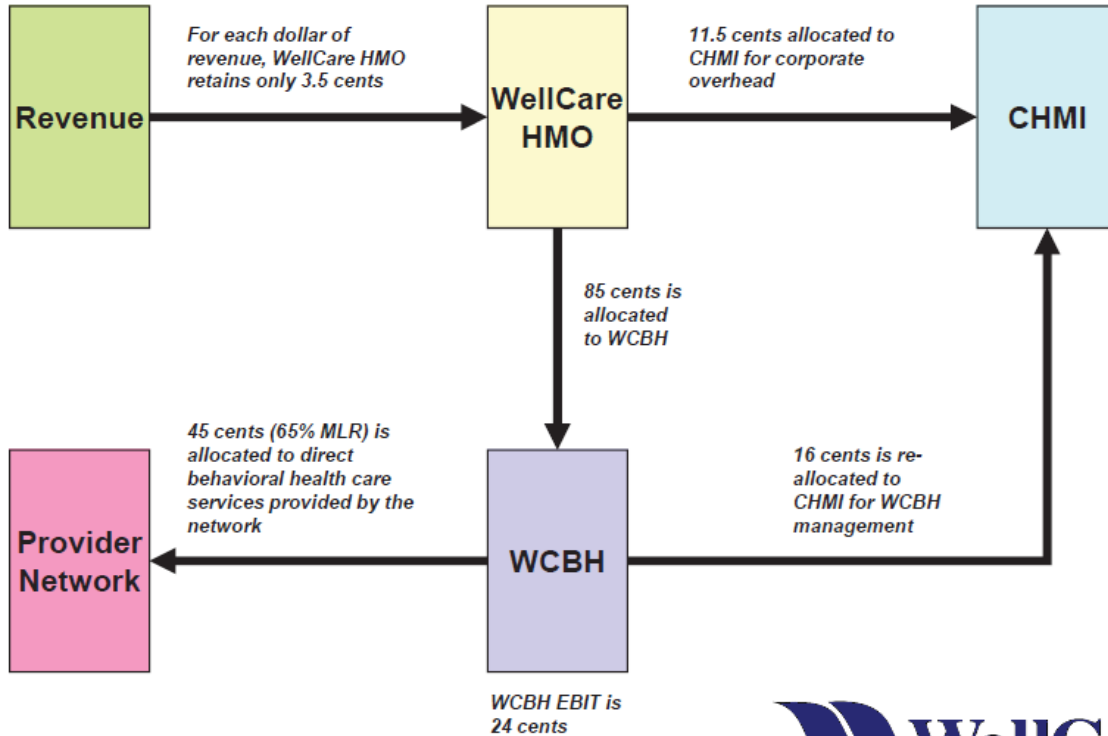 For each dollar of
revenue, WellCare HMO
retains only 3.5 cents
11.5 cents allocated to
CHMI for corporate
overhead
Revenue
WellCare
HMO
CHMI
85 cents is
allocated
to WCBH
45 cents (65% MLR) is
allocated to direct
behavioral health care
services provided by the
network
16 cents is re-
allocated to
CHMI for WCBH
management
Provider
Network
WCBH
WCBH EBIT is
24 cents